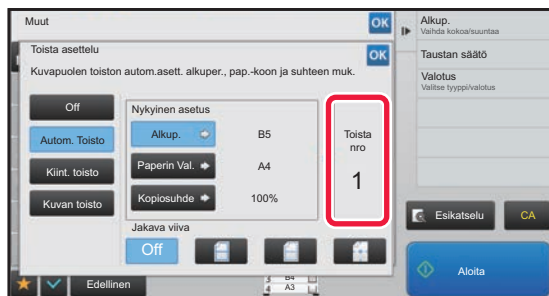 Muut
OK
Toista asettelu
OK
Kuvapuolen toiston autom.asett. alkuper., pap.-koon ja suhteen muk.
Off
Autom. Toisto
Kiint. toisto
Kuvan toisto
Nykyinen asetus
Alkup.
B5
Paperin Val.
A4
Kopiosuhde
100%
Toista
nro
1
Jakava viiva
Off
Edellinen
3 B4
4 A3
Alkup.
Vaihda kokoa/suuntaa
Taustan säätö
Valotus
Valitse tyyppi/valotus
Esikatselu
CA
Aloita